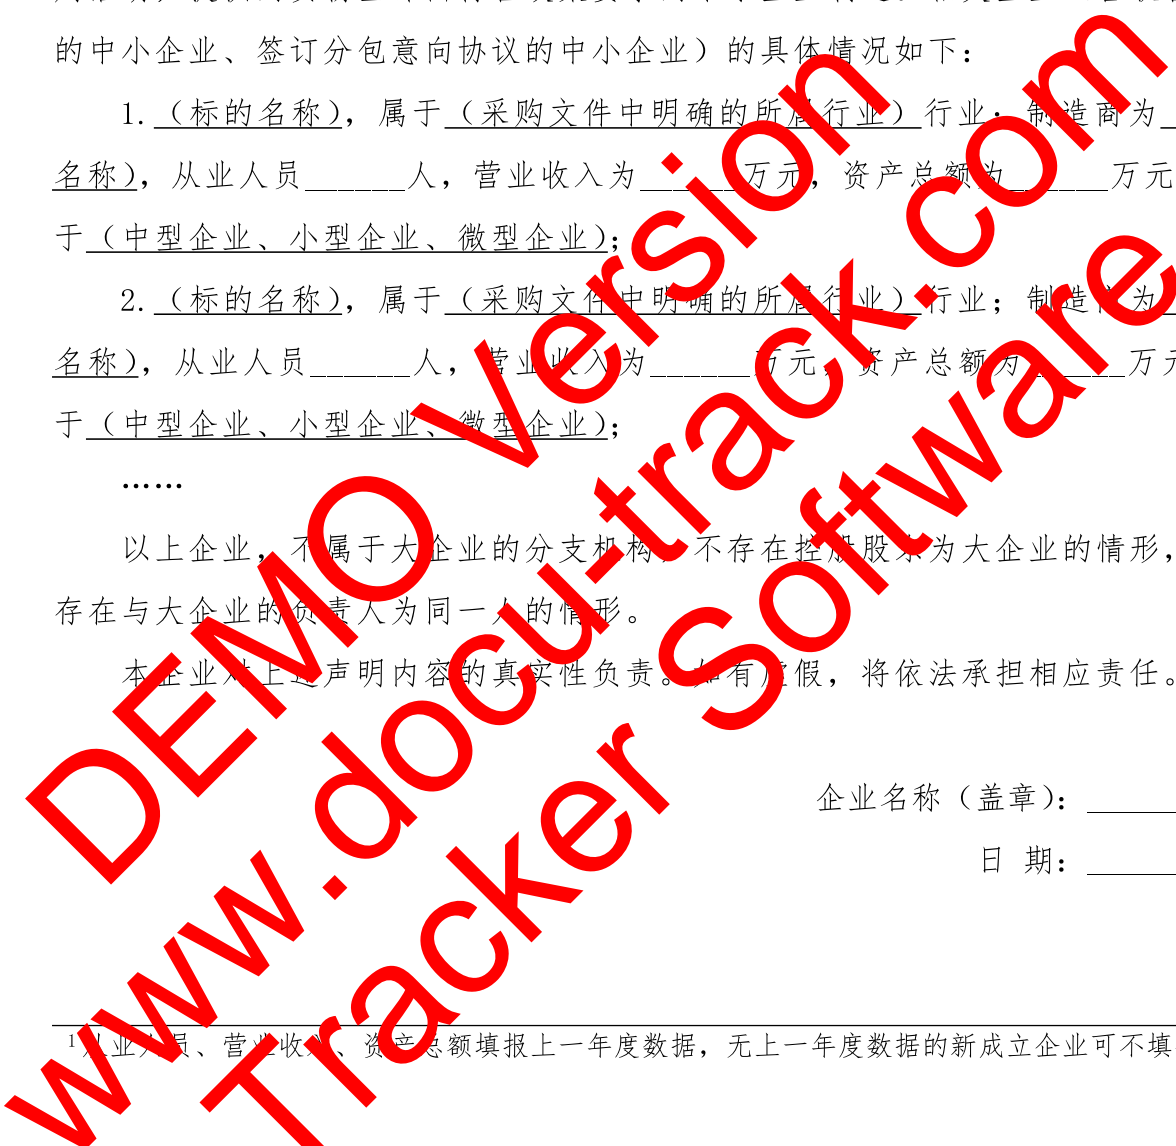 的中小企业、签订分包意向协议的中小企业）的具体情况如下：
1.（标的名称），属于（采购文件中明确的所属行业）行业；制造商为
名称），从业人员______人，营业收入为______万元，资产总额为______万元
于（中型企业、小型企业、微型企业）；
2.（标的名称），属于（采购文件中明确的所属行业）行业；制造商为
名称），从业人员______人，营业收入为______万元，资产总额为______万元
于（中型企业、小型企业、微型企业）；
……
以上企业，不属于大企业的分支机构，不存在控股股东为大企业的情形，
存在与大企业的负责人为同一人的情形。
本企业对上述声明内容的真实性负责。如有虚假，将依法承担相应责任。
企业名称（盖章）：
日 期：
1从业人员、营业收入、资产总额填报上一年度数据，无上一年度数据的新成立企业可不填
DEMO Version
www.docu-track.com
Tracker Software